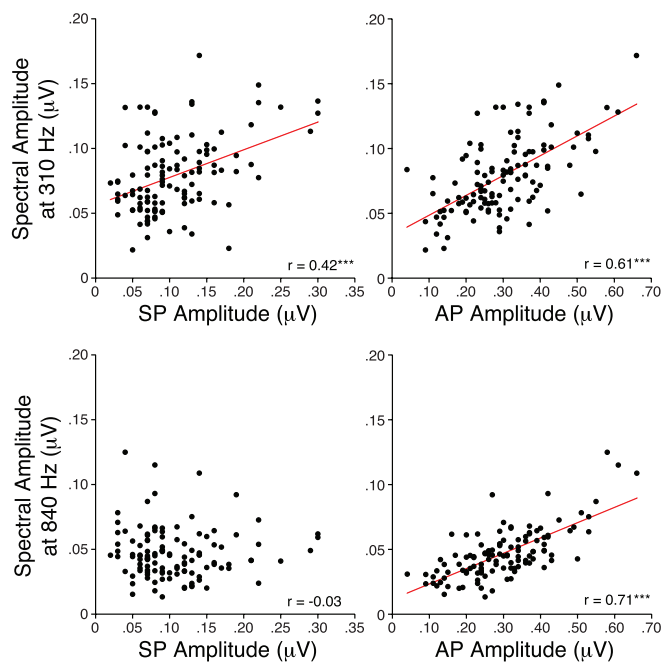 .20
.15
.10
.05
0
Spectral Amplitude
at 310 Hz (μV)
r = 0.42***
0 .05 .10 .15 .20 .25 .30 .35
SP Amplitude (μV)
.20
.15
.10
.05
0
r = 0.61***
0 .10 .20 .30 .40 .50 .60 .70
AP Amplitude (μV)
.20
.15
.10
.05
0
Spectral Amplitude
at 840 Hz (μV)
r = -0.03
0 .05 .10 .15 .20 .25 .30 .35
SP Amplitude (μV)
.20
.15
.10
.05
0
r = 0.71***
0 .10 .20 .30 .40 .50 .60 .70
AP Amplitude (μV)